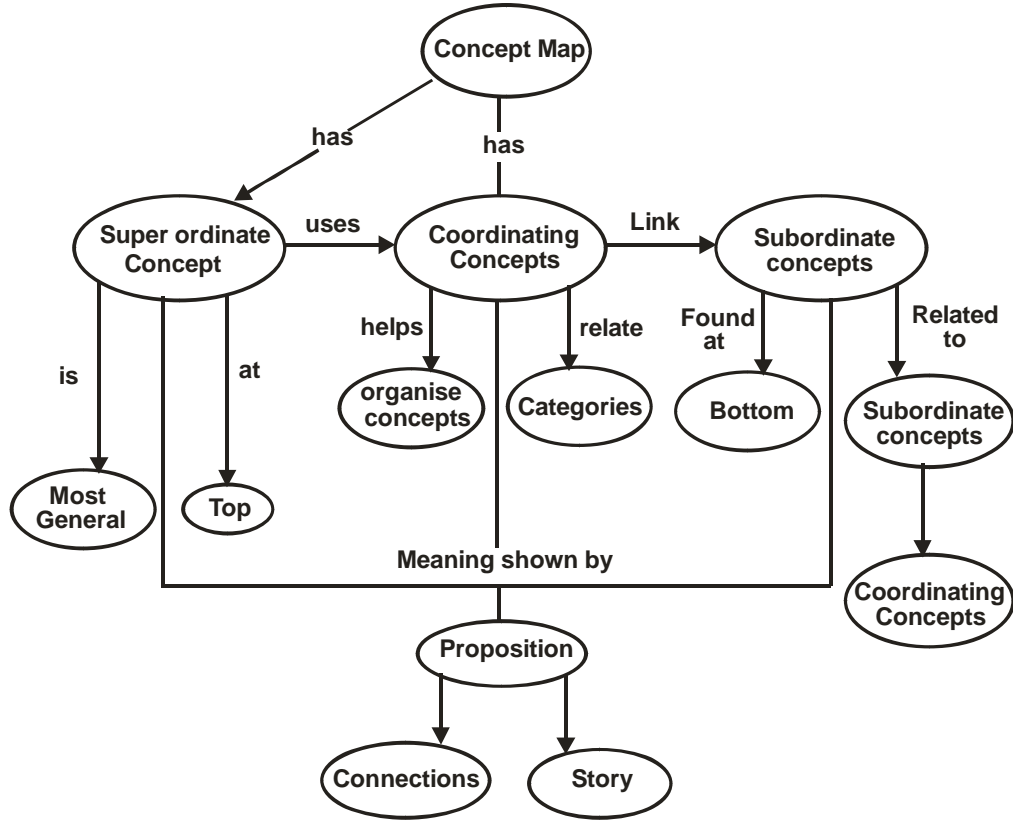 Concept Map
has
has
Super ordinate
Concept
uses
Coordinating
Concepts
Link
Subordinate
concepts
is
at
helps
relate
Found
at
Related
to
organise
concepts
Categories
Bottom
Subordinate
concepts
Most
General
Top
Meaning shown by
Coordinating
Concepts
Proposition
Connections
Story